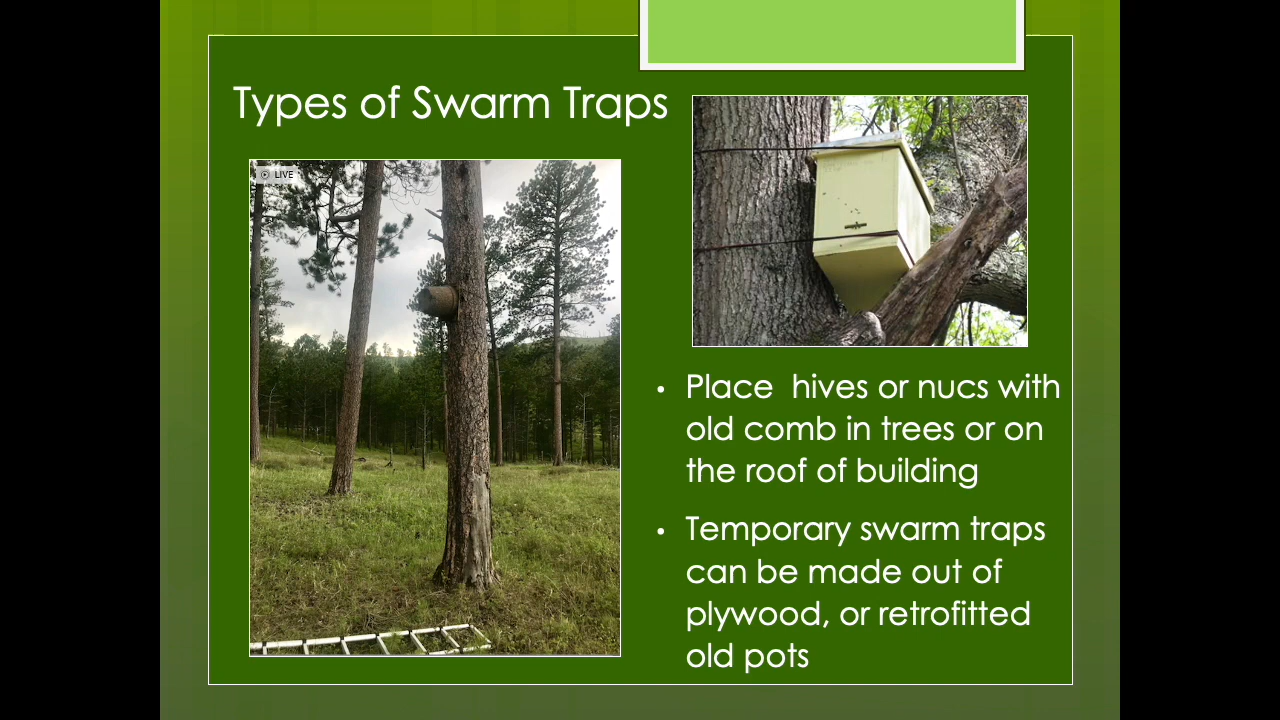 Types of Swarm Traps
LIVE
• Place  hives or nucs with
old comb in trees or on
the roof of building
• Temporary swarm traps
can be made out of
plywood, or retrofitted
old pots